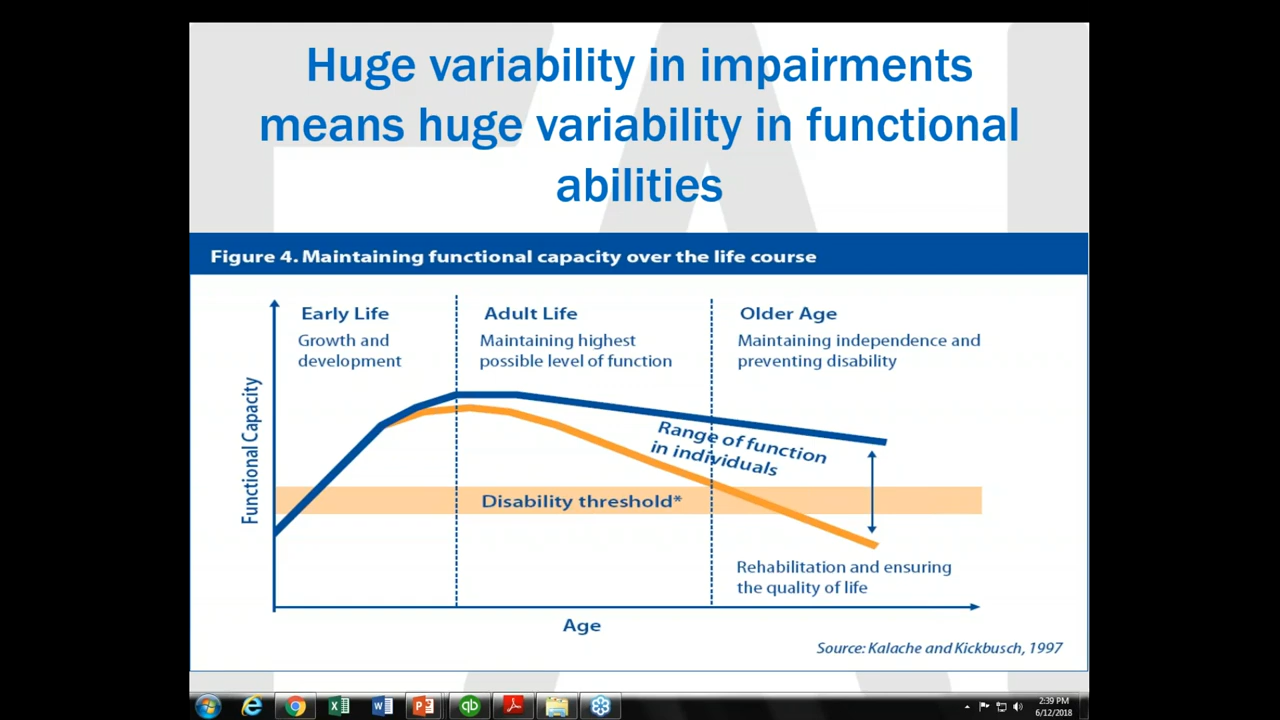 Huge variability in impairments
means huge variability in functional
abilities
Figure 4. Maintaining functional capacity over the life course
Early Life
Growth and
development
Adult Life
Maintaining highest
possible level of function
Older Age
Maintaining independence and
preventing disability
Functional Capacity
Range of function
in individuals
Disability threshold*
Rehabilitation and ensuring
the quality of life
Age
Source: Kalache and Kickbusch, 1997
2:39 PM
6/12/2018